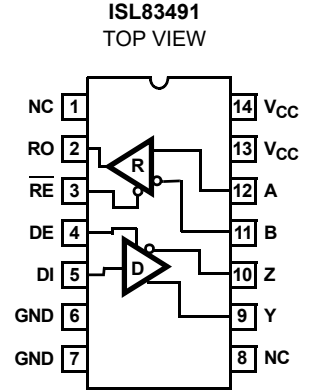 ISL83491
TOP VIEW
NC 1 14 VCC
RO 2 13 VCC
R
RE 3 12 A
DE 4 11 B
DI 5 D 10 Z
GND 6 9 Y
GND 7 8 NC